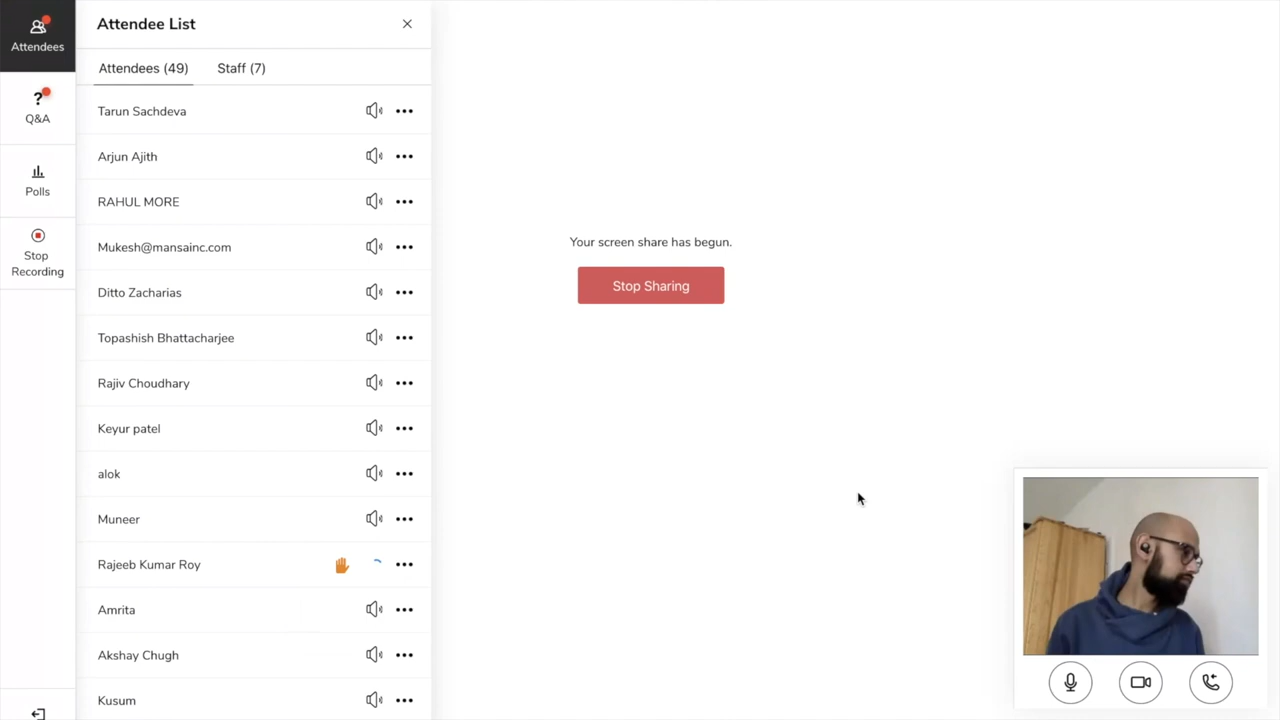 Attendees
?
Q&A
Polls
Stop
Recording
Attendee List
Attendees (49)
Staff (7)
Tarun Sachdeva
Arjun Ajith
RAHUL MORE
Mukesh@mansainc.com
Ditto Zacharias
Topashish Bhattacharjee
Rajiv Choudhary
Keyur patel
alok
Muneer
Rajeeb Kumar Roy
Amrita
Akshay Chugh
Kusum
Your screen share has begun.
Stop Sharing